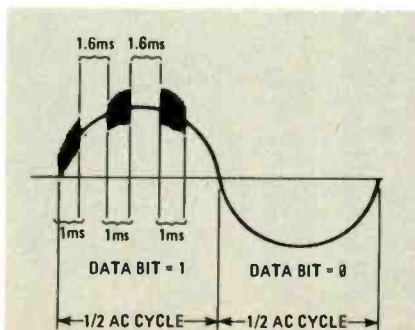 1.6ms 1.6ms
1ms 1ms 1ms
DATA BIT = 1 DATA BIT = 0
1/2 AC CYCLE 1/2 AC CYCLE